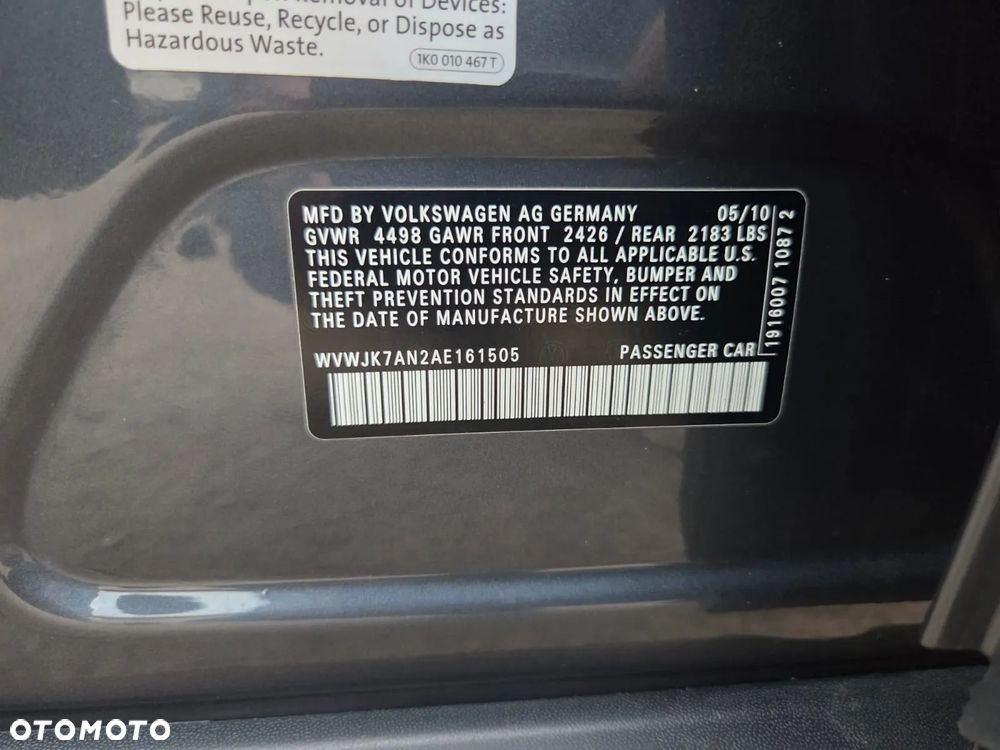 Removal of Devices:
Please Reuse, Recycle, or Dispose as
Hazardous Waste.
1K0 010 467 T
MFD BY VOLKSWAGEN AG GERMANY 05/10
GVWR 4498 GAWR FRONT 2426 / REAR 2183 LBS
THIS VEHICLE CONFORMS TO ALL APPLICABLE U.S.
FEDERAL MOTOR VEHICLE SAFETY, BUMPER AND
THEFT PREVENTION STANDARDS IN EFFECT ON
THE DATE OF MANUFACTURE SHOWN ABOVE.
WVWJK7AN2AE161505 PASSENGER CAR
1916007 1087 2
OTOMOTO